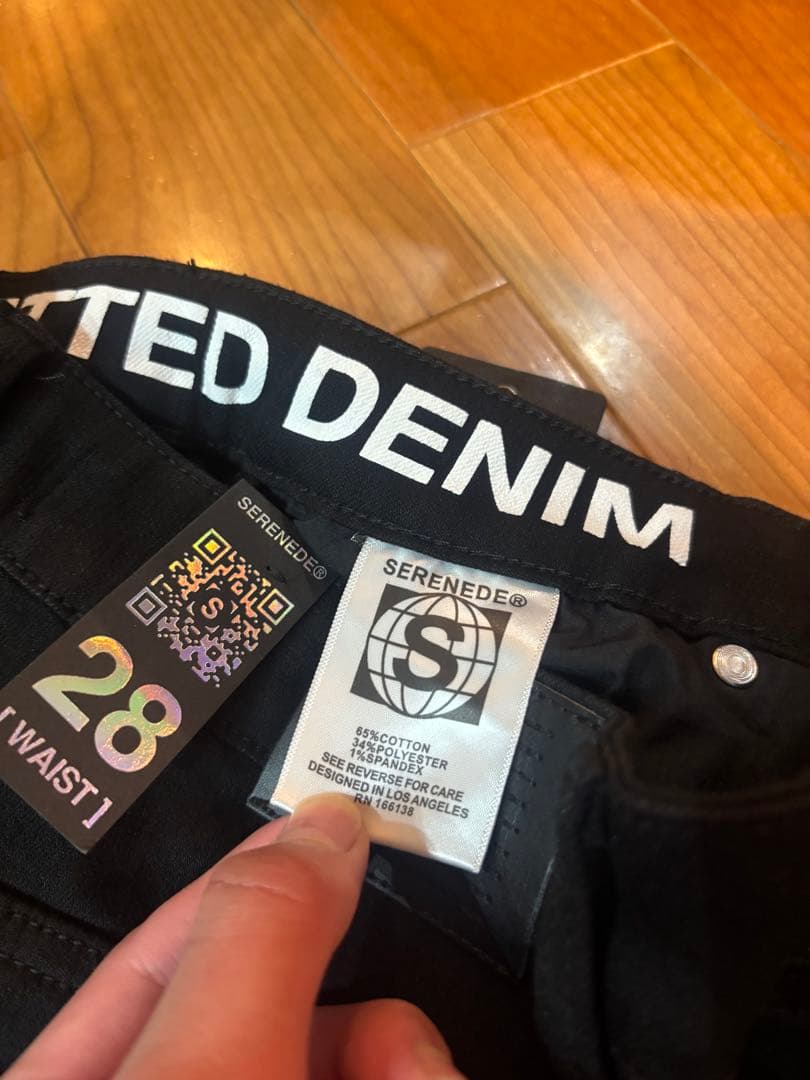 TTED DENIM
SERENEDE®
S
28
[ WAIST ]
SERENEDE®
S
65%COTTON
34%POLYESTER
1%SPANDEX
SEE REVERSE FOR CARE
DESIGNED IN LOS ANGELES
RN 166138